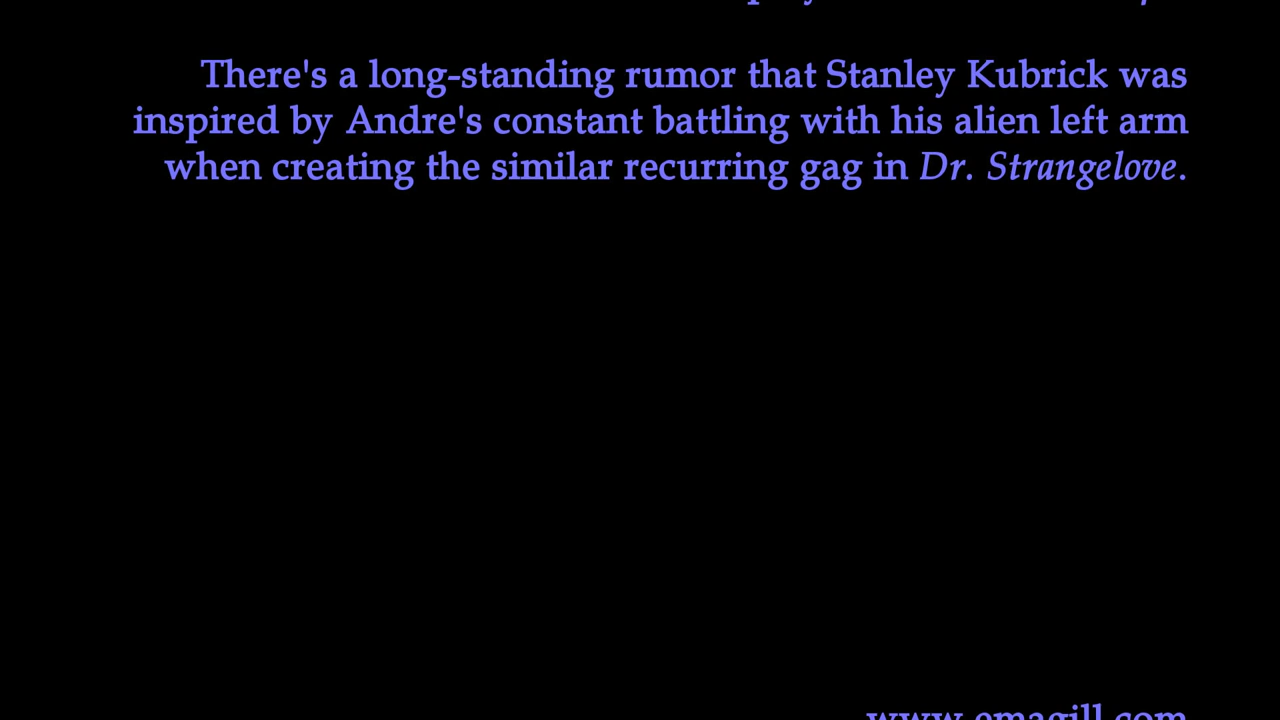 There's a long-standing rumor that Stanley Kubrick was
inspired by Andre's constant battling with his alien left arm
when creating the similar recurring gag in Dr. Strangelove.
www.emagill.com